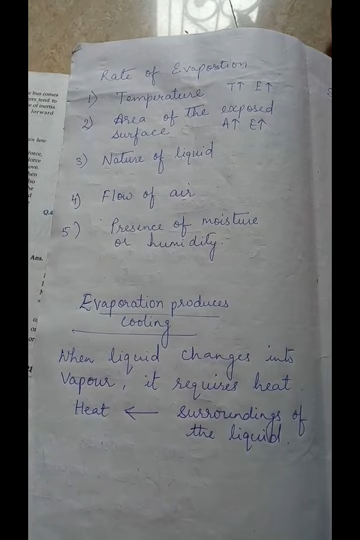 Rate of Evaportion
1) Temperature T↑ E↑
2) Area of the exposed
surface A↑ E↑
3) Nature of liquid
4) Flow of air
5) Presence of moisture
or humidity.
Evaporation produces
cooling
When liquid changes into
Vapour, it requires heat.
Heat ← Surroundings of
the liquid.
Ans.